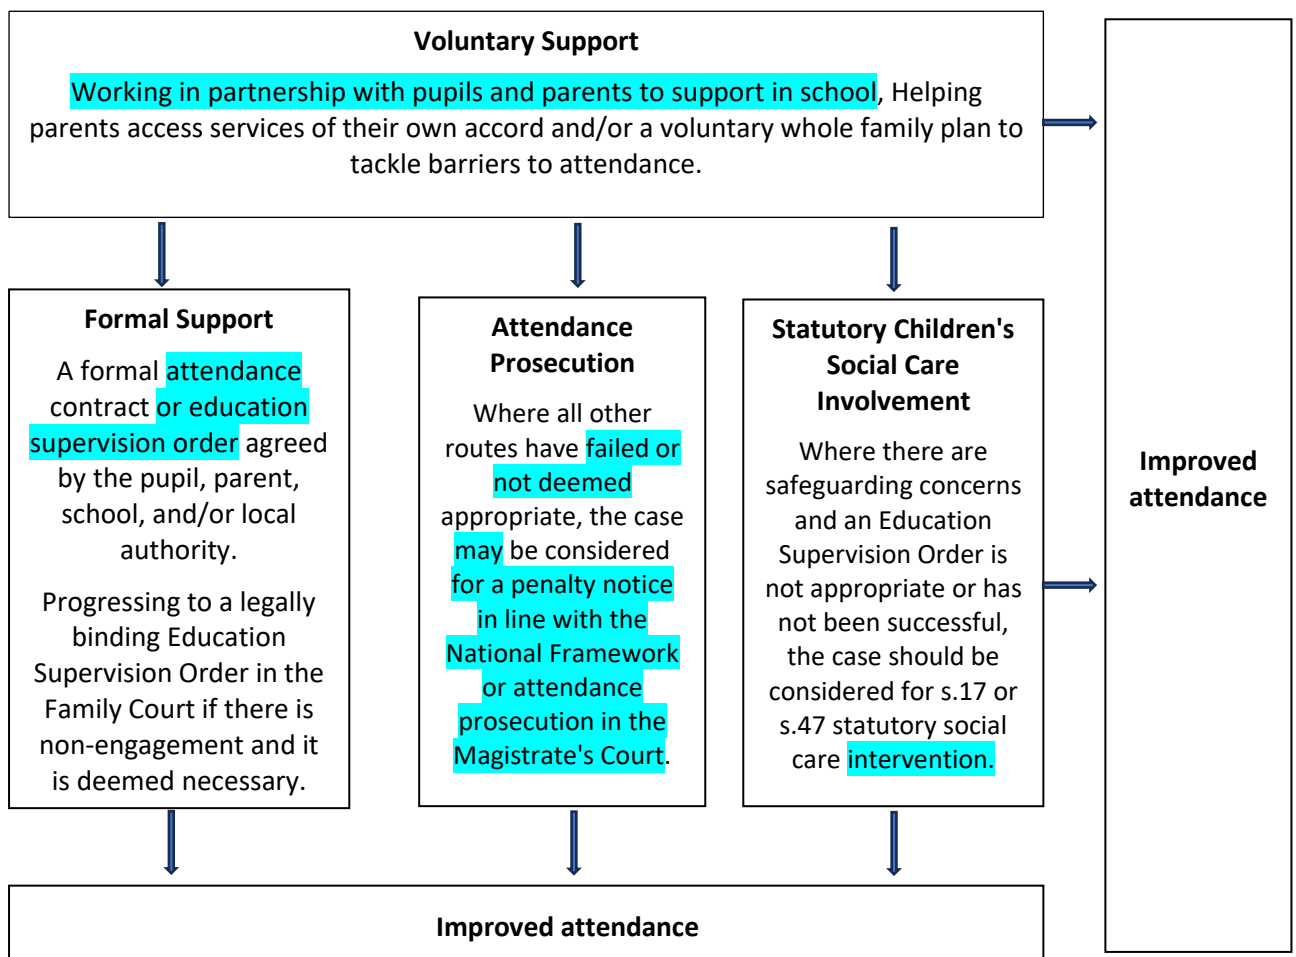 Voluntary Support
Working in partnership with pupils and parents to support in school, Helping
parents access services of their own accord and/or a voluntary whole family plan to
tackle barriers to attendance.
Formal Support
A formal attendance
contract or education
supervision order agreed
by the pupil, parent,
school, and/or local
authority.
Progressing to a legally
binding Education
Supervision Order in the
Family Court if there is
non-engagement and it
is deemed necessary.
Attendance
Prosecution
Where all other
routes have failed or
not deemed
appropriate, the case
may be considered
for a penalty notice
in line with the
National Framework
or attendance
prosecution in the
Magistrate's Court.
Statutory Children's
Social Care
Involvement
Where there are
safeguarding concerns
and an Education
Supervision Order is
not appropriate or has
not been successful,
the case should be
considered for s.17 or
s.47 statutory social
care intervention.
Improved
attendance
Improved attendance